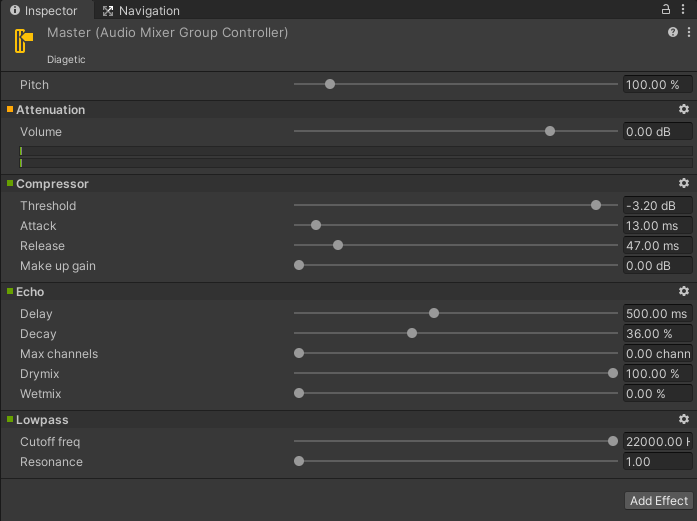 Inspector Navigation
Master (Audio Mixer Group Controller)
Diagetic
Pitch 100.00 %
Attenuation
Volume 0.00 dB
Compressor
Threshold -3.20 dB
Attack 13.00 ms
Release 47.00 ms
Make up gain 0.00 dB
Echo
Delay 500.00 ms
Decay 36.00 %
Max channels 0.00 chann
Drymix 100.00 %
Wetmix 0.00 %
Lowpass
Cutoff freq 22000.00 H
Resonance 1.00
Add Effect